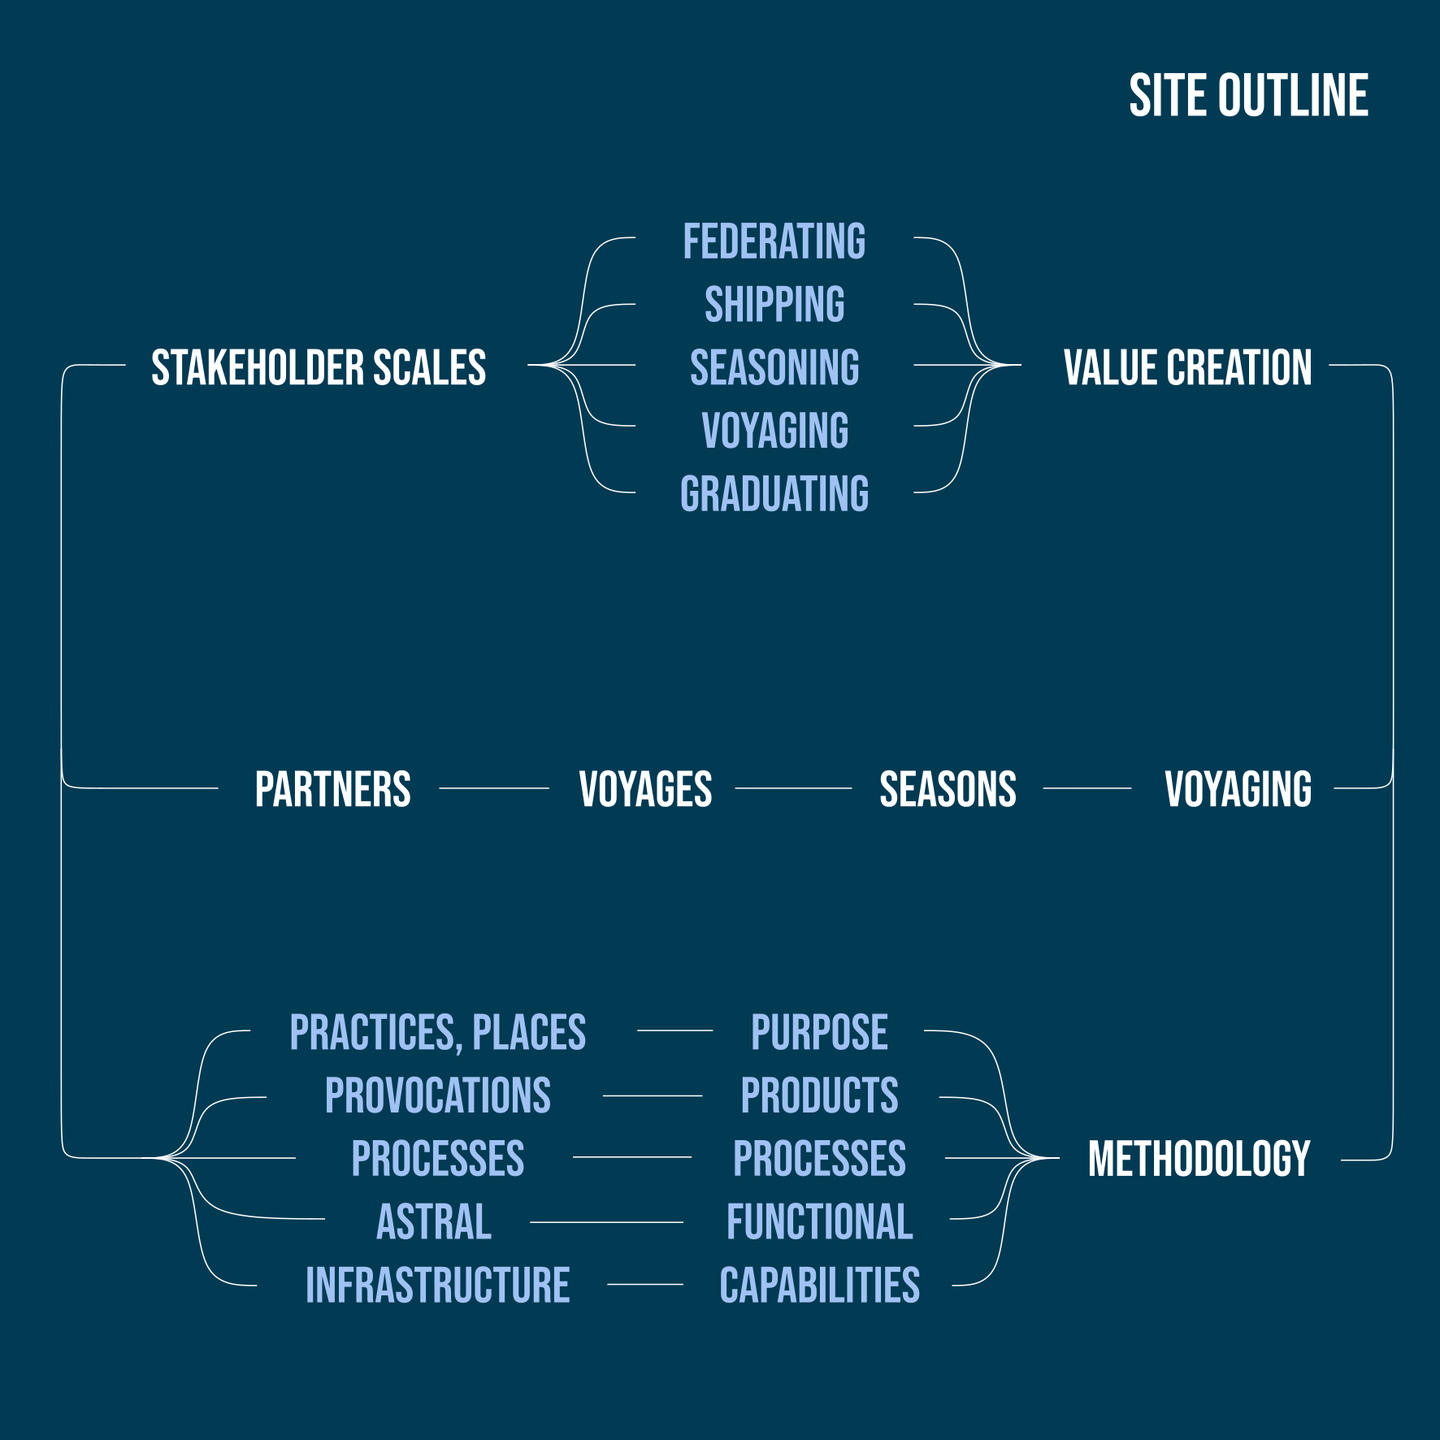 SITE OUTLINE
FEDERATING
SHIPPING
STAKEHOLDER SCALES SEASONING VALUE CREATION
VOYAGING
GRADUATING
PARTNERS VOYAGES SEASONS VOYAGING
PRACTICES, PLACES PURPOSE
PROVOCATIONS PRODUCTS
PROCESSES PROCESSES METHODOLOGY
ASTRAL FUNCTIONAL
INFRASTRUCTURE CAPABILITIES